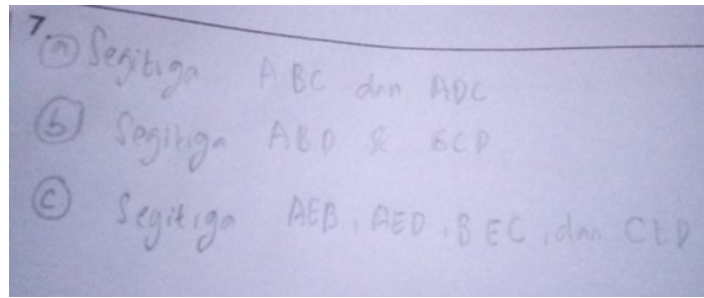 7.
a Segitiga ABC dan ADC
b Segitiga ABD & BCD
c Segitiga AEB, AED, BEC, dan CED